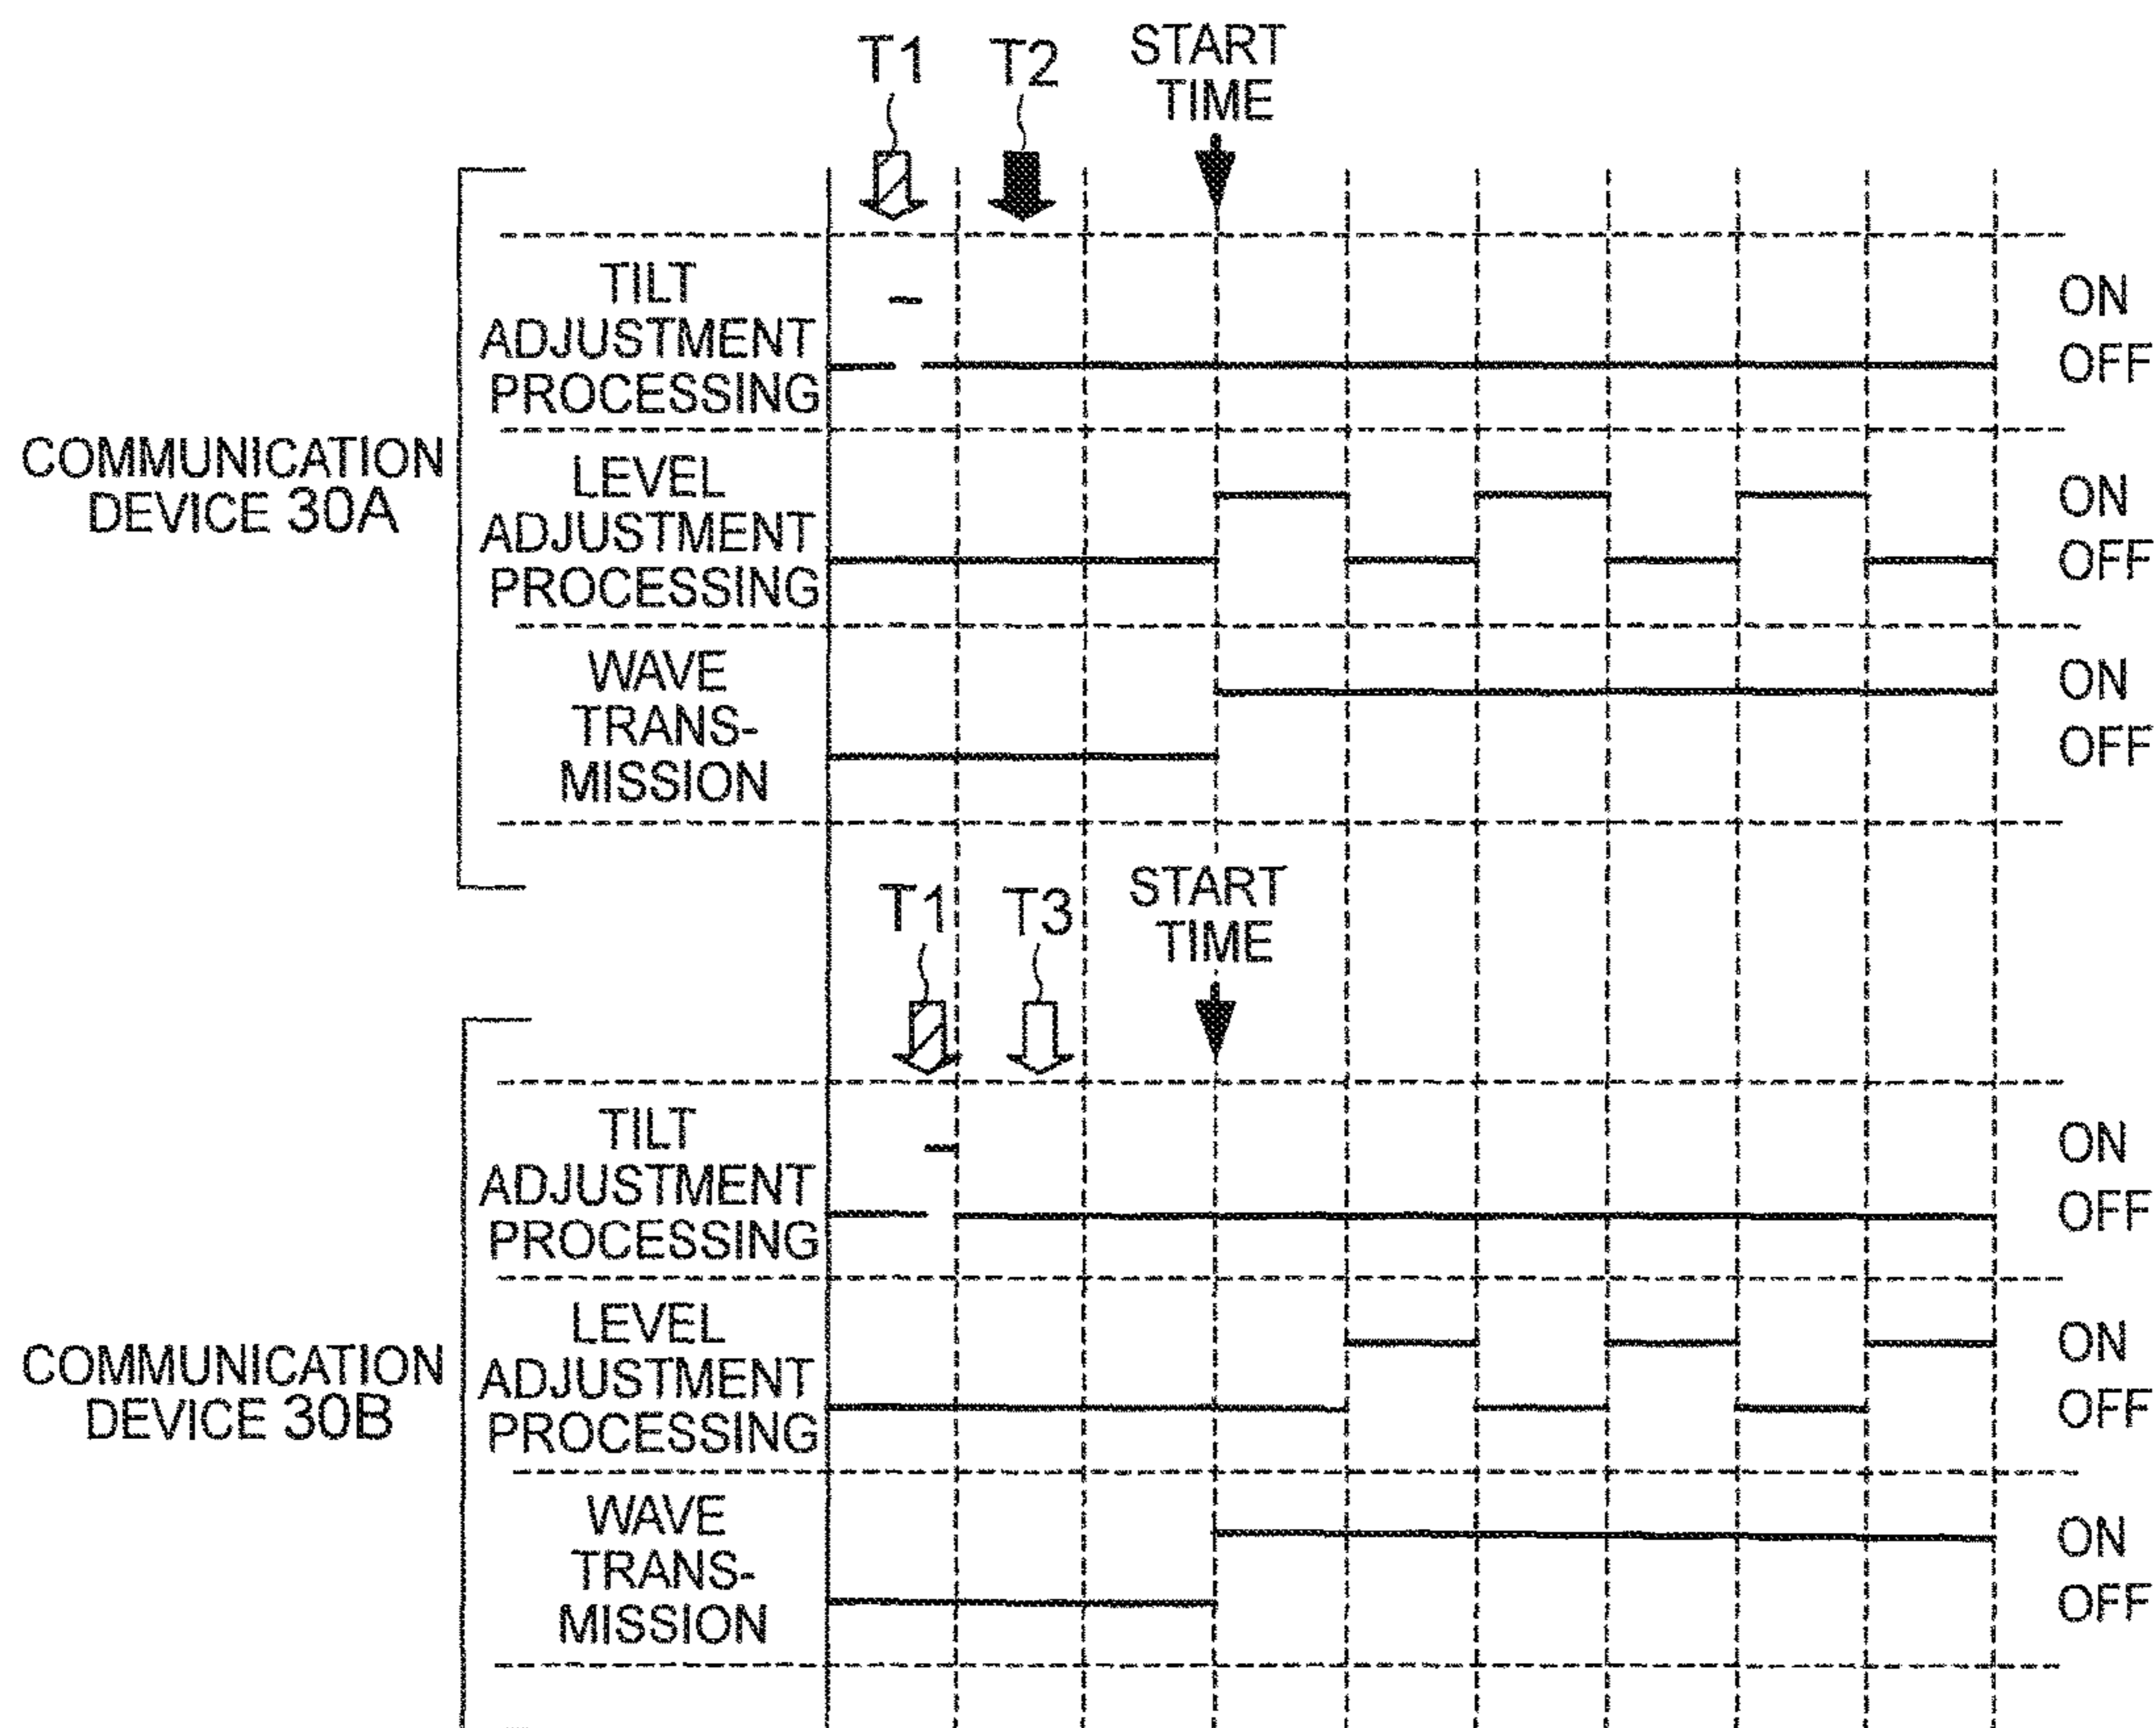 T1
T2
START
TIME
COMMUNICATION
DEVICE 30A
TILT
ADJUSTMENT
PROCESSING
ON
OFF
LEVEL
ADJUSTMENT
PROCESSING
ON
OFF
WAVE
TRANS-
MISSION
ON
OFF
T1
T3
START
TIME
COMMUNICATION
DEVICE 30B
TILT
ADJUSTMENT
PROCESSING
ON
OFF
LEVEL
ADJUSTMENT
PROCESSING
ON
OFF
WAVE
TRANS-
MISSION
ON
OFF